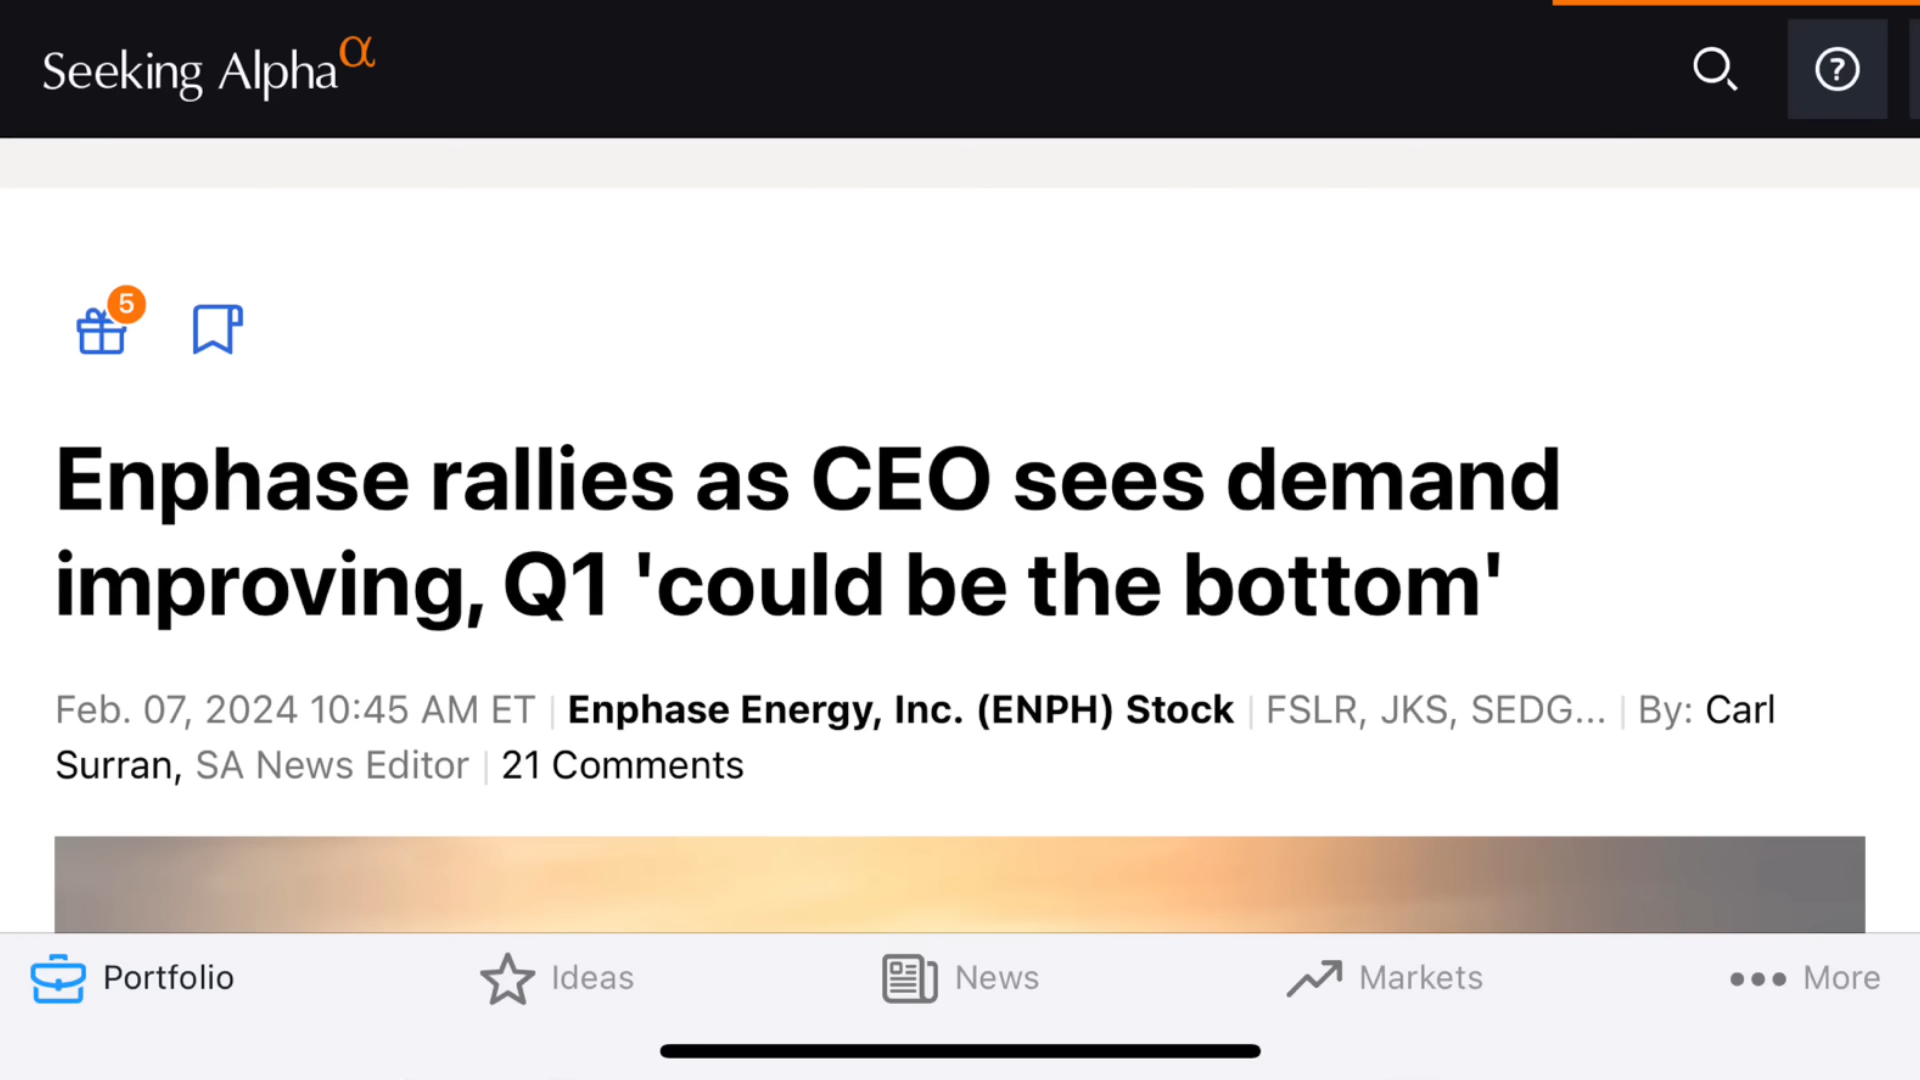 Seeking Alphaα
?
5
Enphase rallies as CEO sees demand
improving, Q1 'could be the bottom'
Feb. 07, 2024 10:45 AM ET | Enphase Energy, Inc. (ENPH) Stock | FSLR, JKS, SEDG... | By: Carl
Surran, SA News Editor | 21 Comments
Portfolio Ideas News Markets More